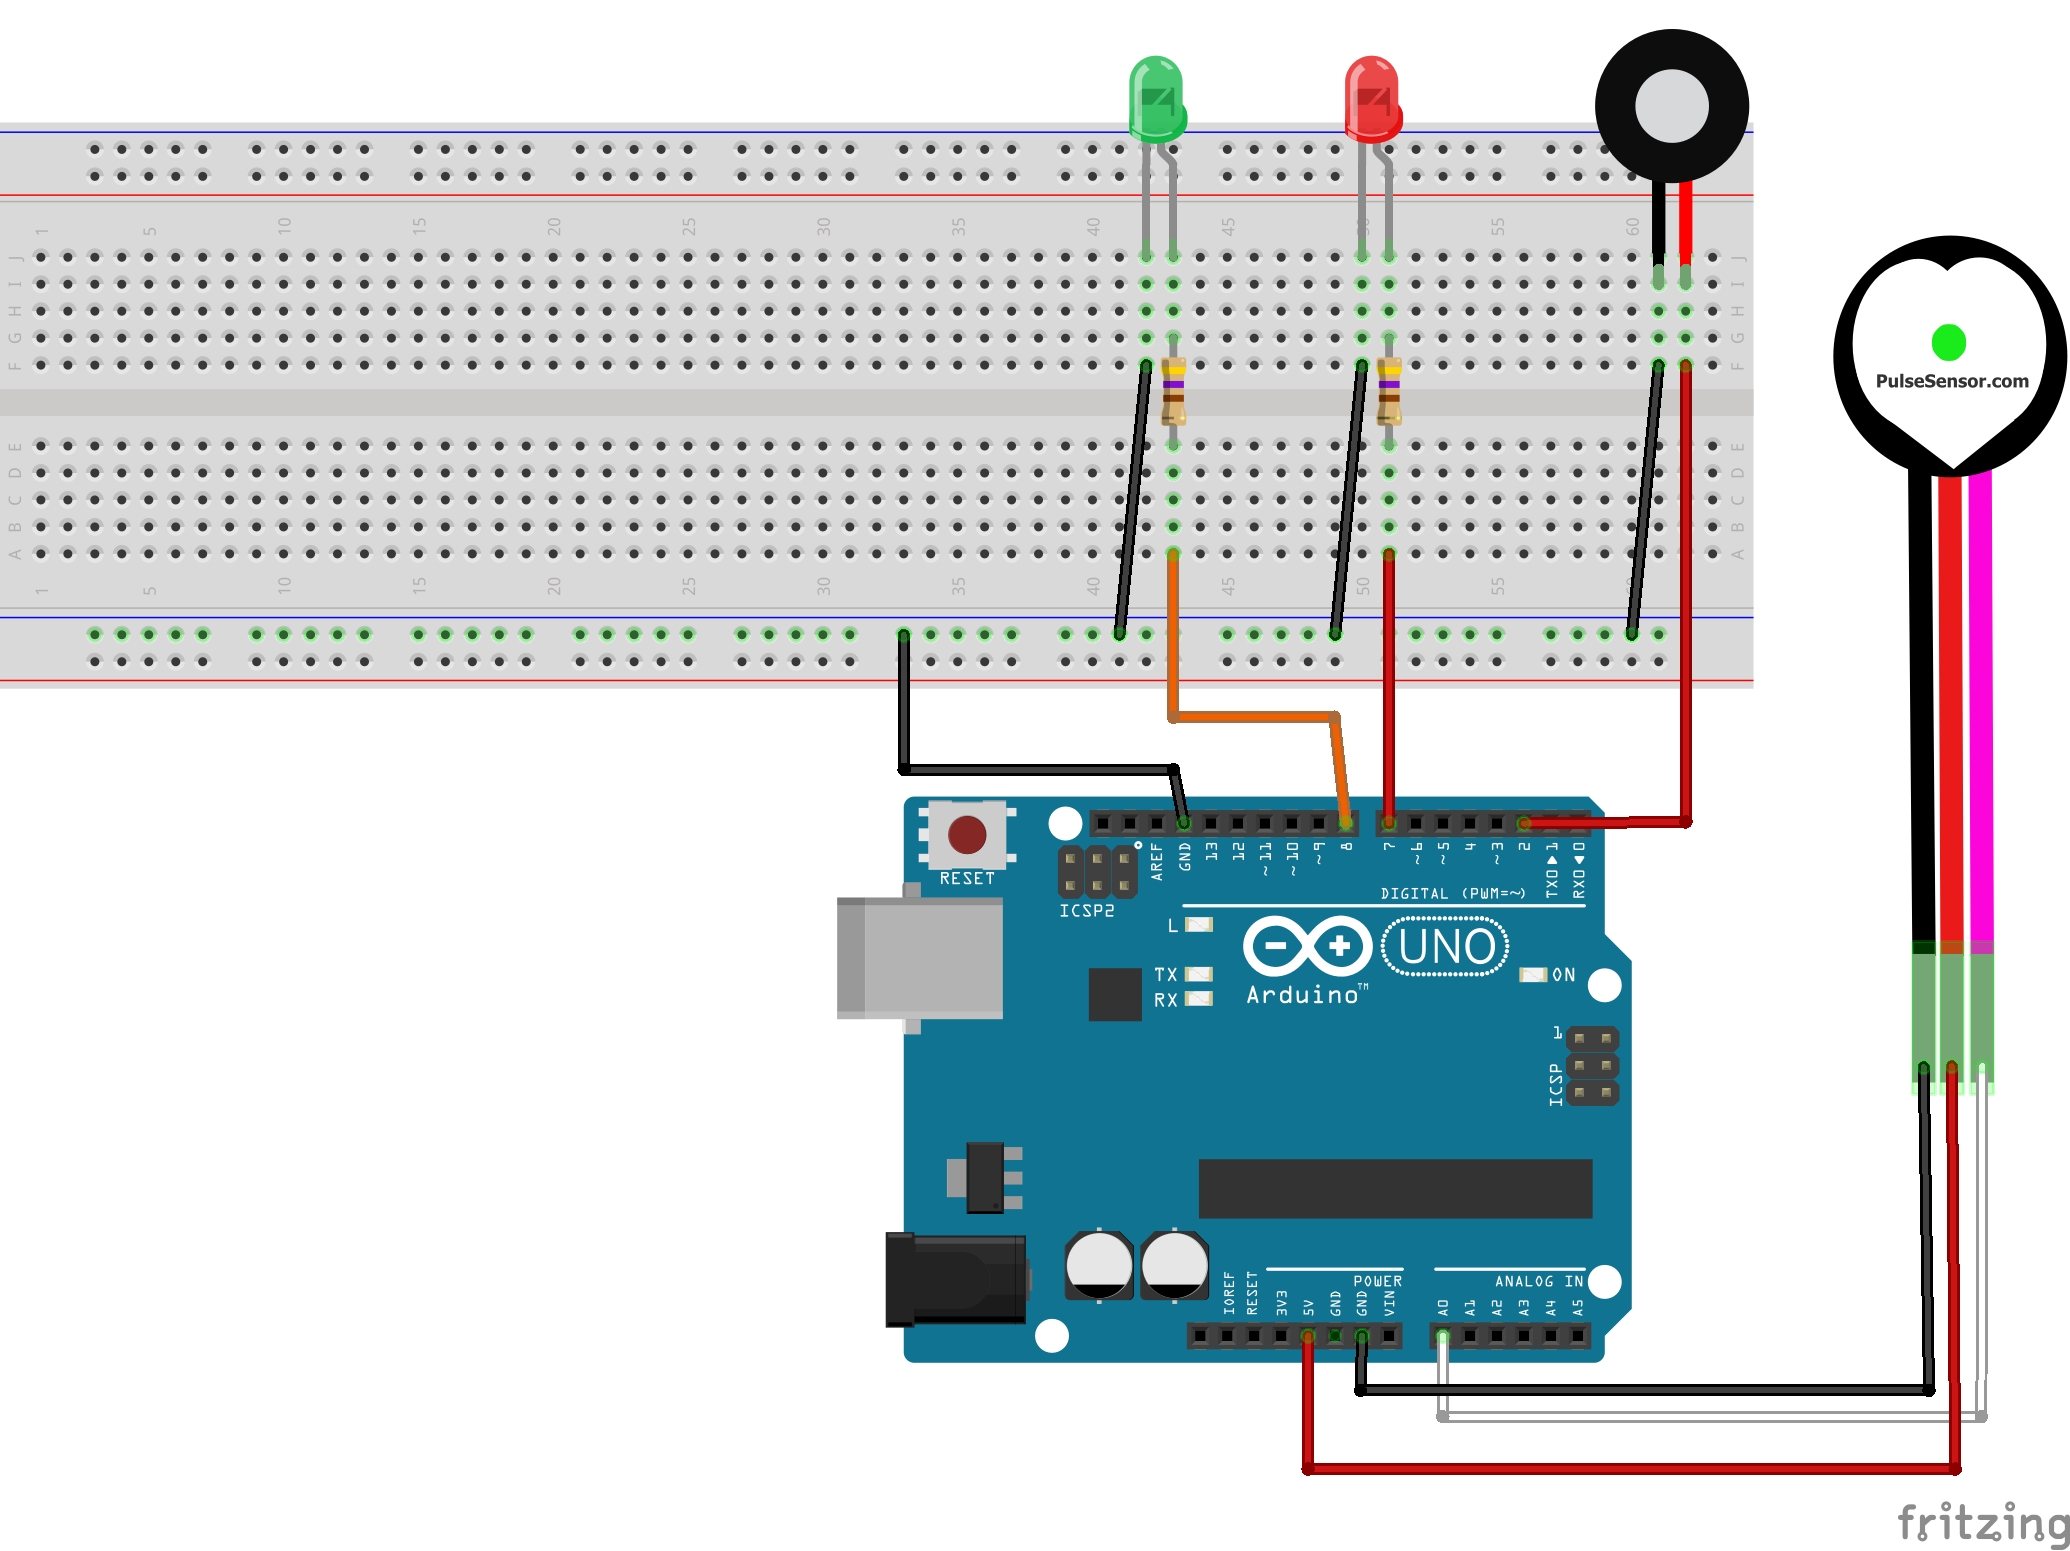 1 5 10 15 20 25 30 35 40 45 50 55 60
J J
I I
H H
G G
F F
PulseSensor.com
E E
D D
C C
B B
A A
1 5 10 15 20 25 30 35 40 45 50 55 60
RESET
AREF GND 13 12 ~11 ~10 ~9 8 7 ~6 ~5 4 ~3 2 TX0▶1 RX0◀0
ICSP2
DIGITAL (PWM=~)
L
UNO
TX
ON
RX
Arduino™
1
ICSP
POWER
ANALOG IN
IOREF RESET 3V3 5V GND GND VIN A0 A1 A2 A3 A4 A5
fritzing